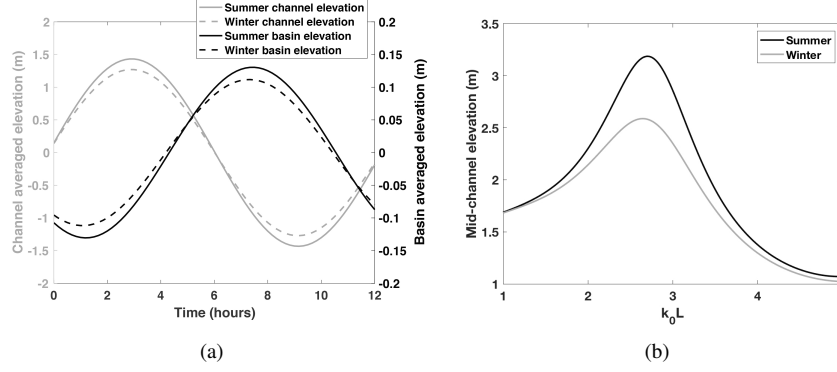 Summer channel elevation
Winter channel elevation
Summer basin elevation
Winter basin elevation
Channel averaged elevation (m)
2
1.5
1
0.5
0
-0.5
-1
-1.5
-2
0.2
0.15
0.1
0.05
0
-0.05
-0.1
-0.15
-0.2
Basin averaged elevation (m)
0 2 4 6 8 10 12
Time (hours)
(a)
Summer
Winter
Mid-channel elevation (m)
3.5
3
2.5
2
1.5
1
1 2 3 4
k0L
(b)